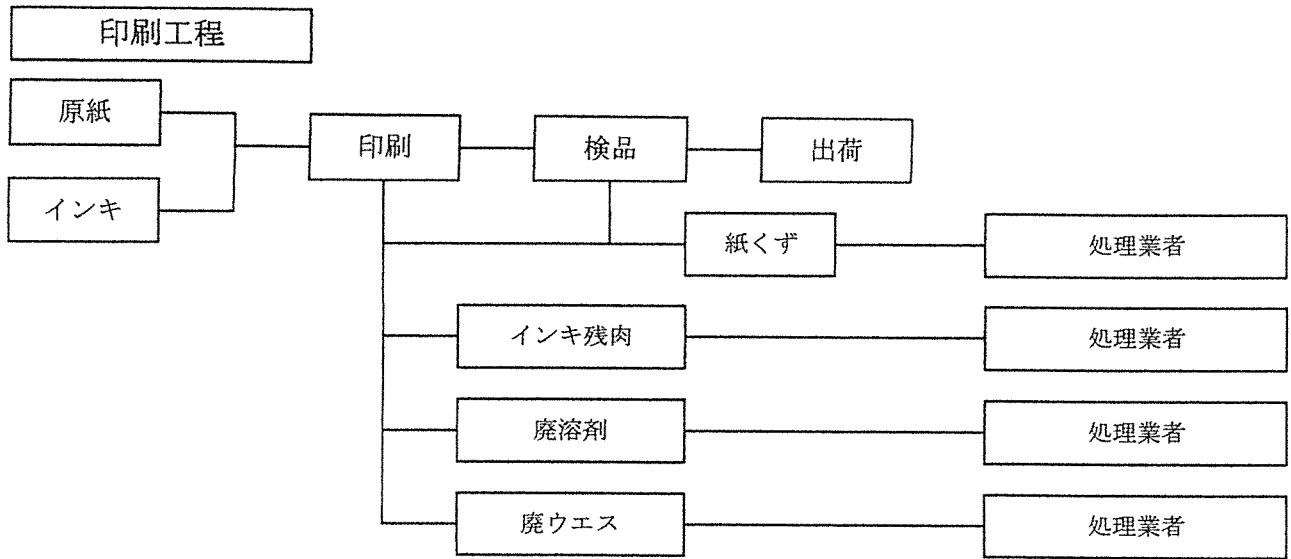 印刷工程
原紙
印刷
検品
出荷
インキ
紙くず
処理業者
インキ残肉
処理業者
廃溶剤
処理業者
廃ウエス
処理業者